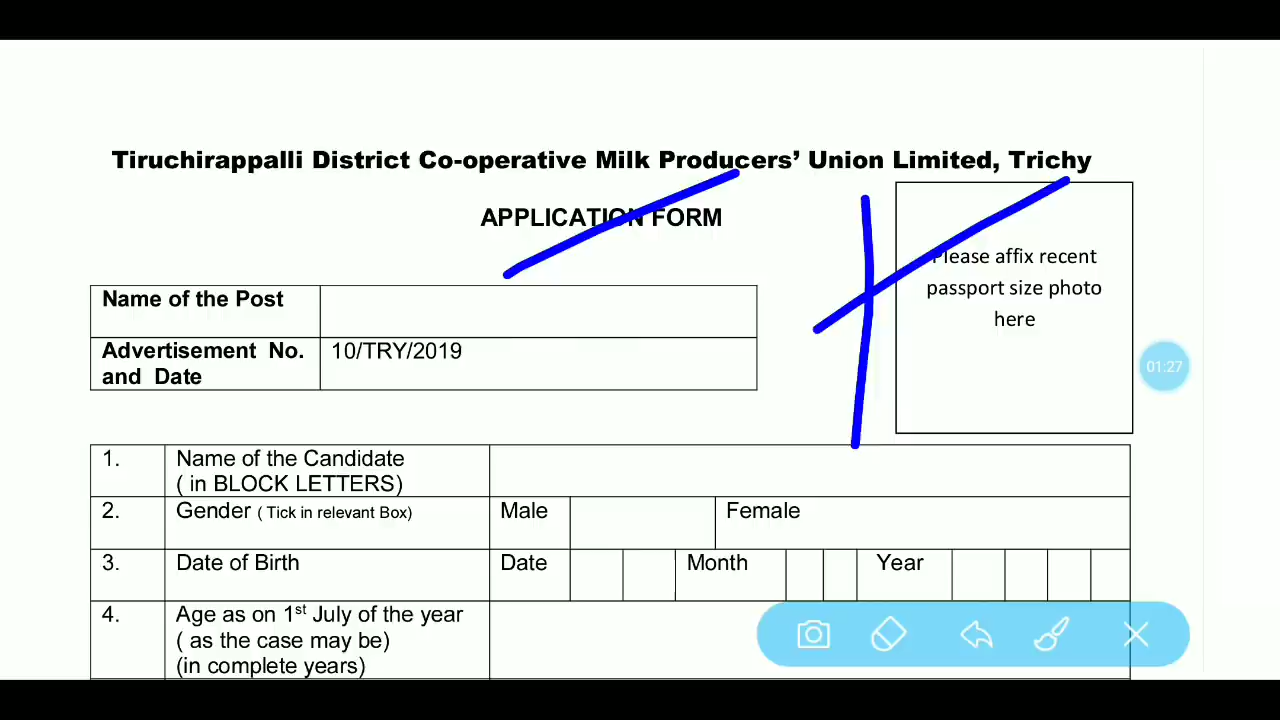 Tiruchirappalli District Co-operative Milk Producers’ Union Limited, Trichy
APPLICATION FORM
Please affix recent
passport size photo
here
Name of the Post
Advertisement No. 10/TRY/2019
and Date
01:27
1. Name of the Candidate
( in BLOCK LETTERS)
2. Gender ( Tick in relevant Box) Male Female
3. Date of Birth Date Month Year
4. Age as on 1st July of the year
( as the case may be)
(in complete years)